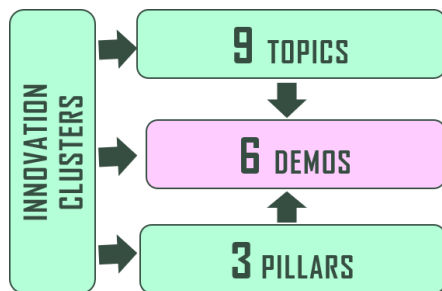 INNOVATION
CLUSTERS
9 TOPICS
6 DEMOS
3 PILLARS